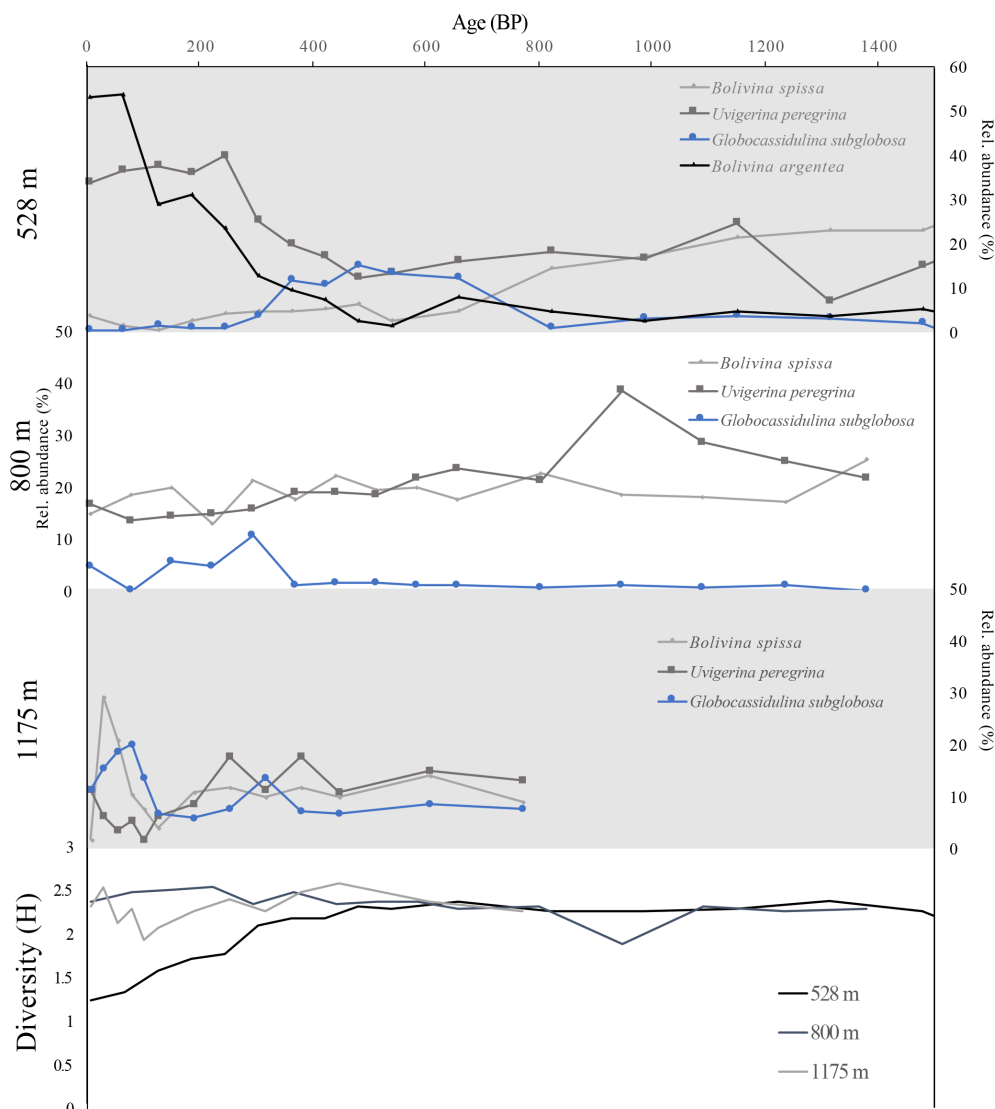 Age (BP)
0 200 400 600 800 1000 1200 1400
528 m
60
50
40
30
20
10
0
Rel. abundance (%)
Bolivina spissa
Uvigerina peregrina
Globocassidulina subglobosa
Bolivina argentea
800 m
Rel. abundance (%)
50
40
30
20
10
0
Bolivina spissa
Uvigerina peregrina
Globocassidulina subglobosa
1175 m
50
40
30
20
10
0
Rel. abundance (%)
Bolivina spissa
Uvigerina peregrina
Globocassidulina subglobosa
Diversity (H)
3
2.5
2
1.5
1
0.5
0
528 m
800 m
1175 m